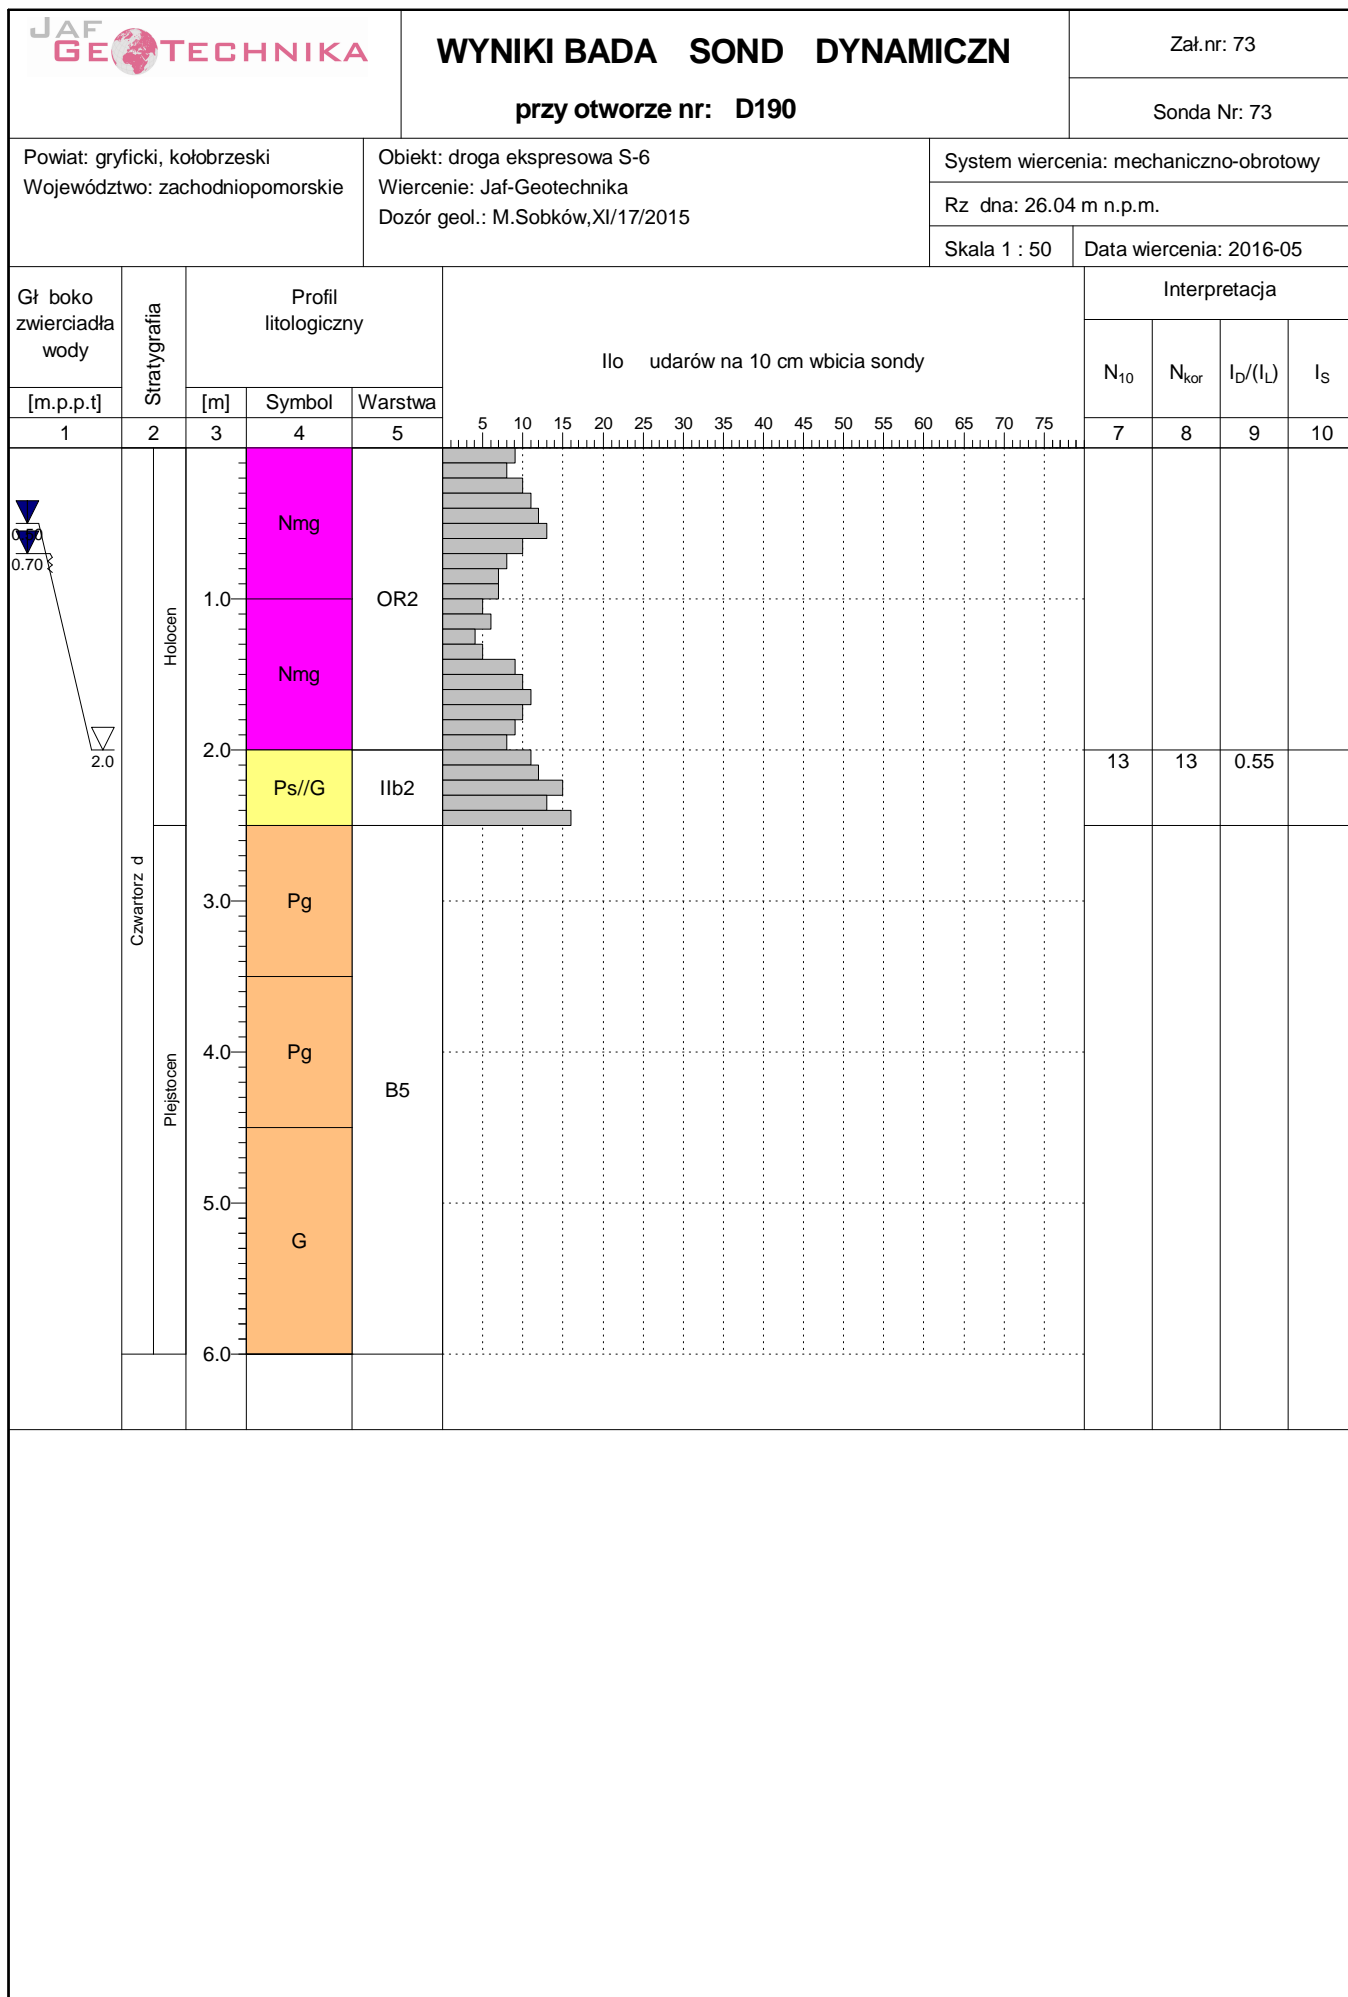 JAF
GEOTECHNIKA
WYNIKI BADA SOND DYNAMICZN
przy otworze nr: D190
Zał.nr: 73
Sonda Nr: 73
Powiat: gryficki, kołobrzeski
Województwo: zachodniopomorskie
Obiekt: droga ekspresowa S-6
Wiercenie: Jaf-Geotechnika
Dozór geol.: M.Sobków,XI/17/2015
System wiercenia: mechaniczno-obrotowy
Rz dna: 26.04 m n.p.m.
Skala 1 : 50
Data wiercenia: 2016-05
Gł boko
zwierciadła
wody
[m.p.p.t]
Stratygrafia
Profil
litologiczny
[m] Symbol Warstwa
Ilo udarów na 10 cm wbicia sondy
Interpretacja
N10 Nkor ID/(IL) IS
1 2 3 4 5
5 10 15 20 25 30 35 40 45 50 55 60 65 70 75
7 8 9 10
0.50
0.70
2.0
Holocen
Czwartorz d
Plejstocen
1.0
2.0
3.0
4.0
5.0
6.0
Nmg
Nmg
Ps//G
Pg
Pg
G
OR2
IIb2
B5
13 13 0.55